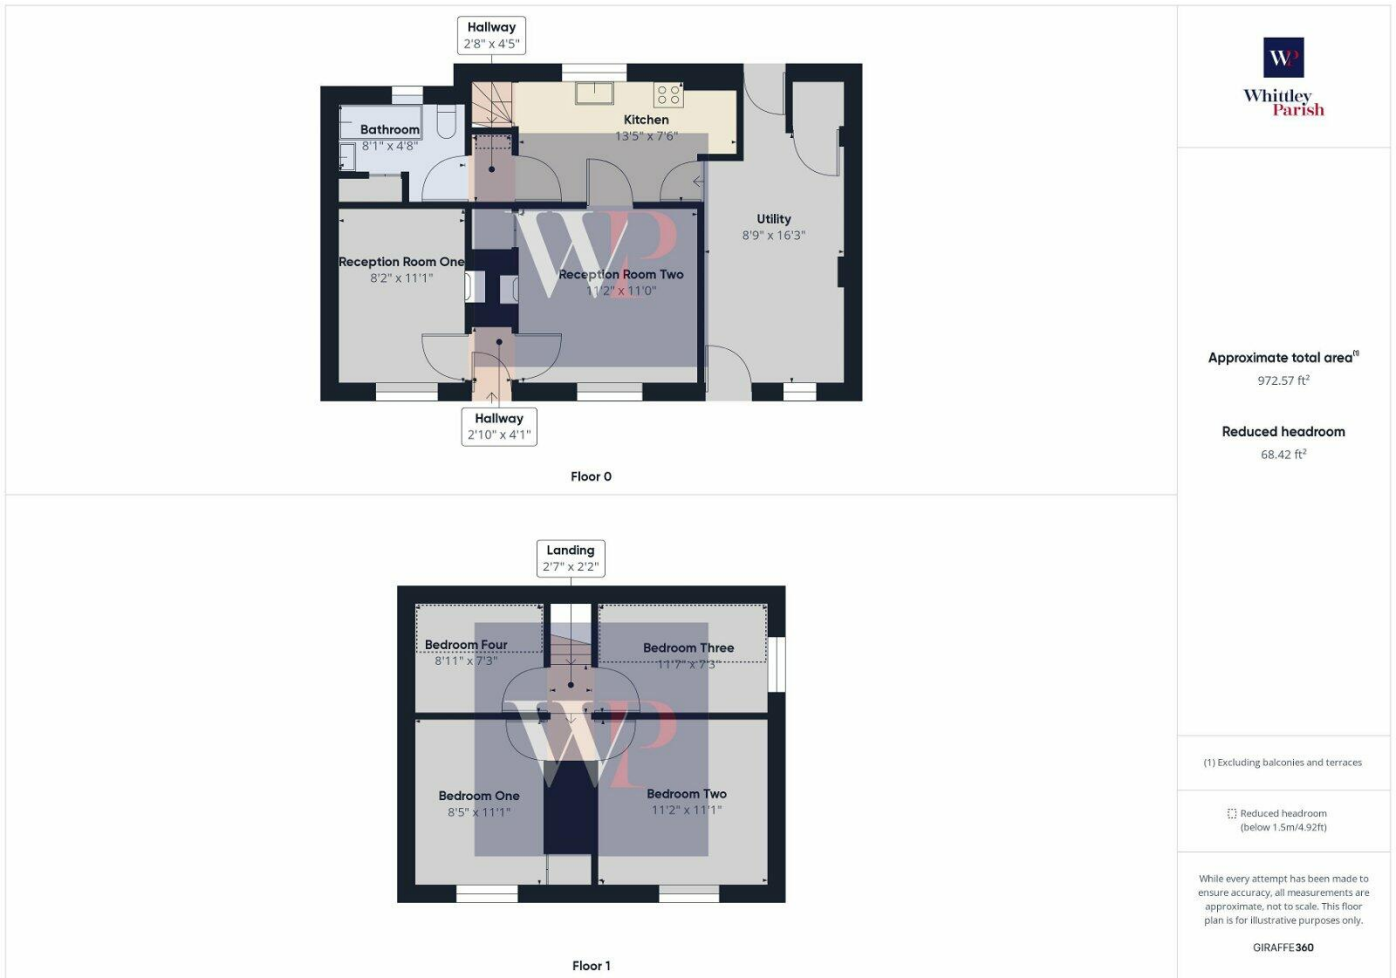 Hallway
2'8" x 4'5"
Bathroom
8'1" x 4'8"
Kitchen
13'5" x 7'6"
Utility
8'9" x 16'3"
Reception Room One
8'2" x 11'1"
Reception Room Two
11'2" x 11'0"
WP
Hallway
2'10" x 4'1"
Floor 0
Landing
2'7" x 2'2"
Bedroom Four
8'11" x 7'3"
Bedroom Three
11'7" x 7'3"
WP
Bedroom One
8'5" x 11'1"
Bedroom Two
11'2" x 11'1"
Floor 1
WP
Whittley
Parish
Approximate total area(1)
972.57 ft²
Reduced headroom
68.42 ft²
(1) Excluding balconies and terraces
Reduced headroom
(below 1.5m/4.92ft)
While every attempt has been made to
ensure accuracy, all measurements are
approximate, not to scale. This floor
plan is for illustrative purposes only.
GIRAFFE360